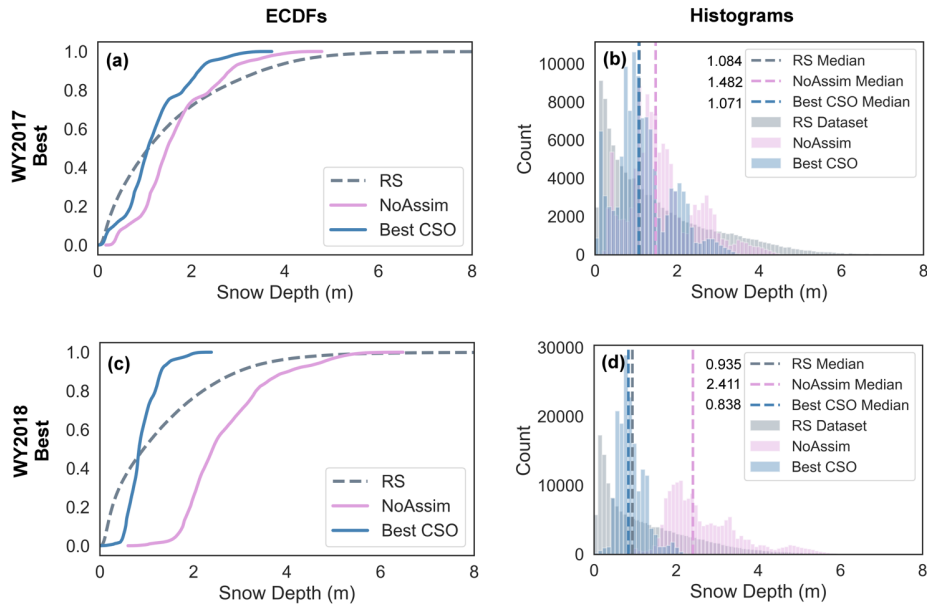 ECDFs
Histograms
WY2017
Best
(a)
1.0
0.8
0.6
0.4
0.2
0.0
RS
NoAssim
Best CSO
0 2 4 6 8
Snow Depth (m)
(b)
Count
10000
8000
6000
4000
2000
0
1.084 RS Median
1.482 NoAssim Median
1.071 Best CSO Median
RS Dataset
NoAssim
Best CSO
0 2 4 6 8
Snow Depth (m)
WY2018
Best
(c)
1.0
0.8
0.6
0.4
0.2
0.0
RS
NoAssim
Best CSO
0 2 4 6 8
Snow Depth (m)
(d)
Count
30000
20000
10000
0
0.935 RS Median
2.411 NoAssim Median
0.838 Best CSO Median
RS Dataset
NoAssim
Best CSO
0 2 4 6 8
Snow Depth (m)